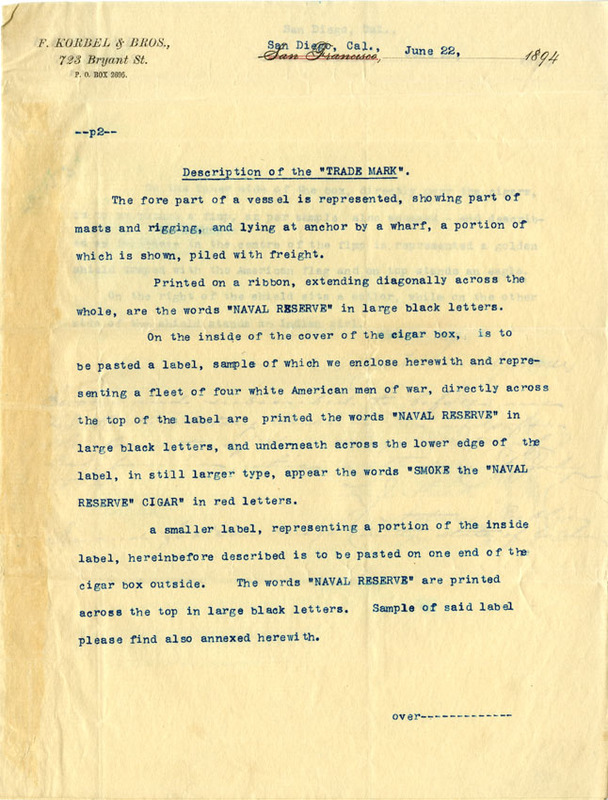 F. KORBEL & BROS.,
723 Bryant St.
P. O. BOX 2695.
San Diego, Cal.,
San Diego, Cal., June 22, 1894
San Francisco,
--p2--
Description of the "TRADE MARK".
The fore part of a vessel is represented, showing part of
masts and rigging, and lying at anchor by a wharf, a portion of
which is shown, piled with freight.
Printed on a ribbon, extending diagonally across the
whole, are the words "NAVAL RESERVE" in large black letters.
On the inside of the cover of the cigar box, is to
be pasted a label, sample of which we enclose herewith and repre-
senting a fleet of four white American men of war, directly across
the top of the label are printed the words "NAVAL RESERVE" in
large black letters, and underneath across the lower edge of the
label, in still larger type, appear the words "SMOKE the "NAVAL
RESERVE" CIGAR" in red letters.
a smaller label, representing a portion of the inside
label, hereinbefore described is to be pasted on one end of the
cigar box outside. The words "NAVAL RESERVE" are printed
across the top in large black letters. Sample of said label
please find also annexed herewith.
over-------------